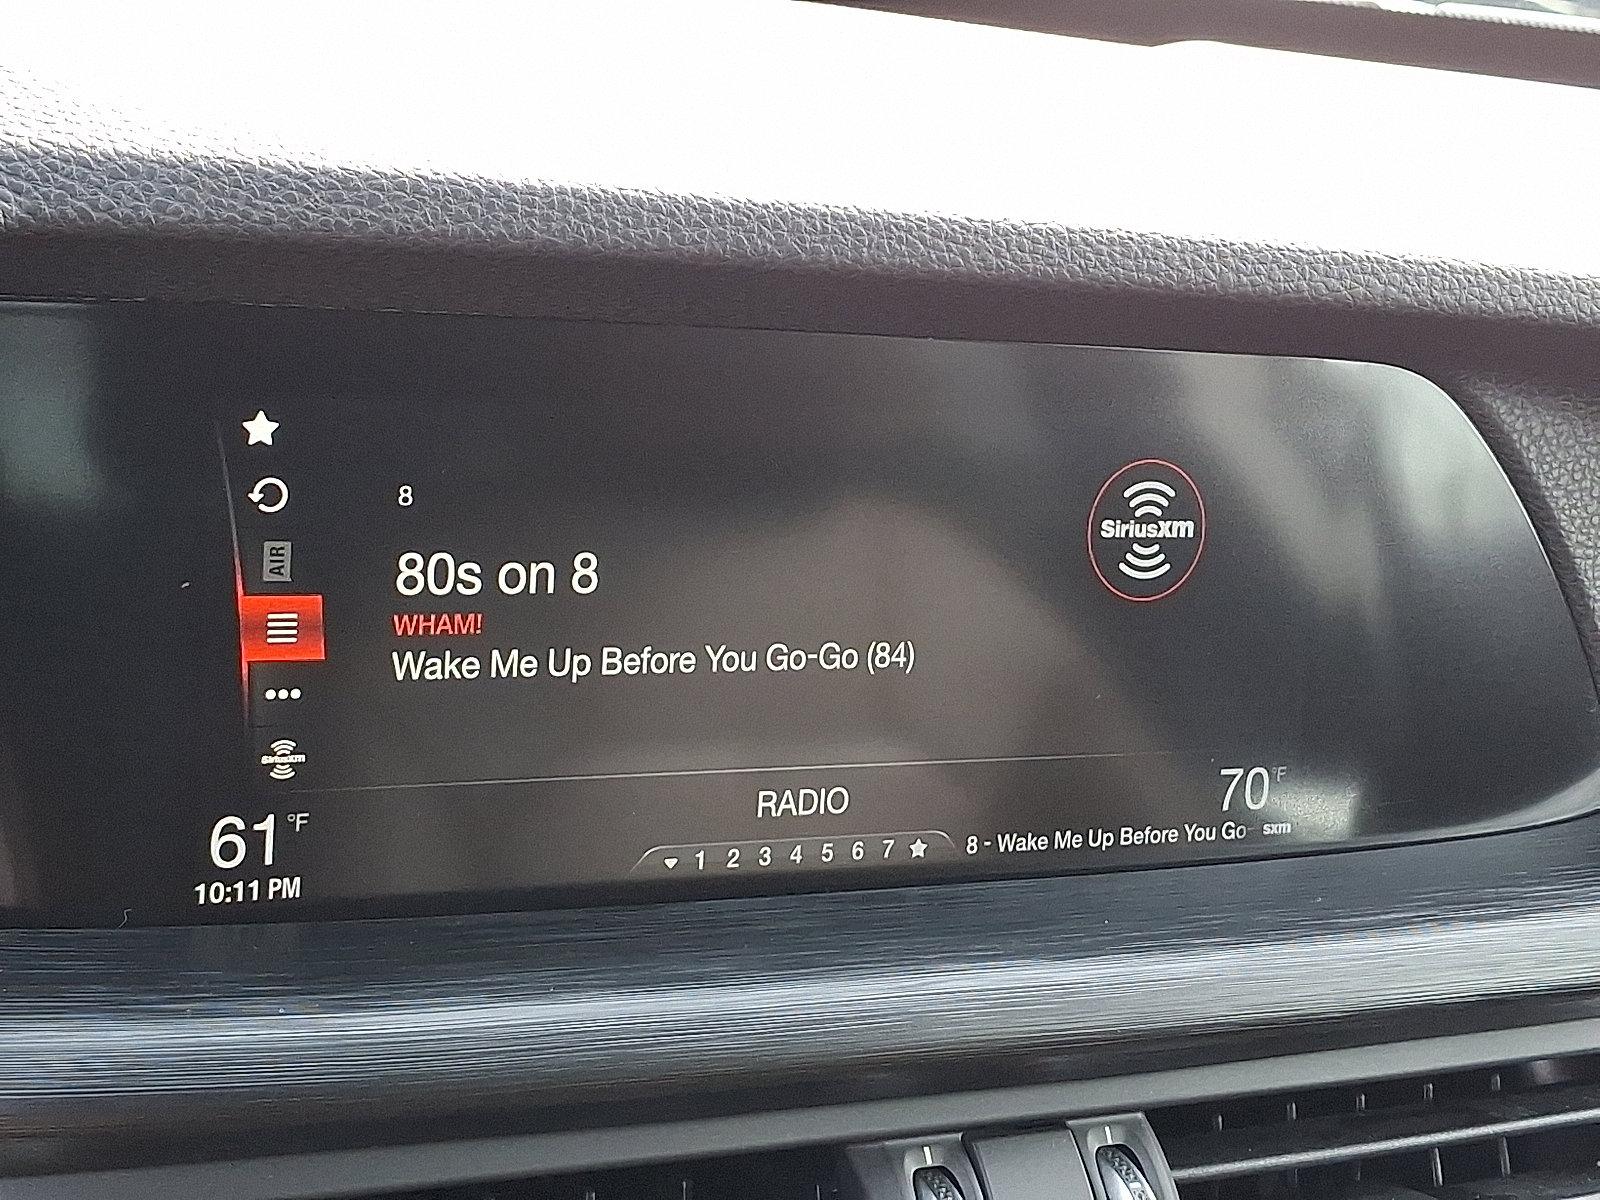 8
AIR
80s on 8
WHAM!
Wake Me Up Before You Go-Go (84)
SiriusXM
SiriusXM
RADIO
61°F
70°F
10:11 PM
1 2 3 4 5 6 7
8 - Wake Me Up Before You Go- sxm